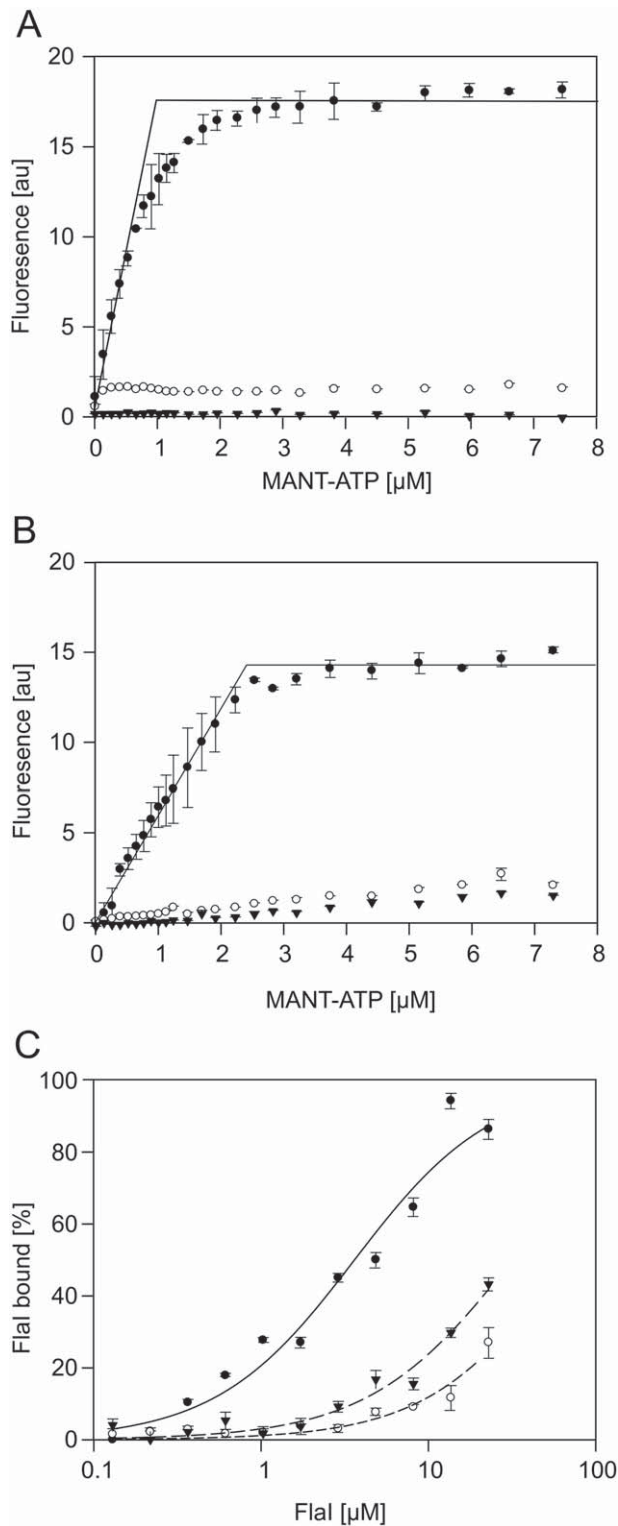 A
20
15
10
5
0
Fluoresence [au]
0 1 2 3 4 5 6 7 8
MANT-ATP [µM]
B
20
15
10
5
0
Fluoresence [au]
0 1 2 3 4 5 6 7 8
MANT-ATP [µM]
C
100
80
60
40
20
0
FlaI bound [%]
0.1 1 10 100
FlaI [µM]